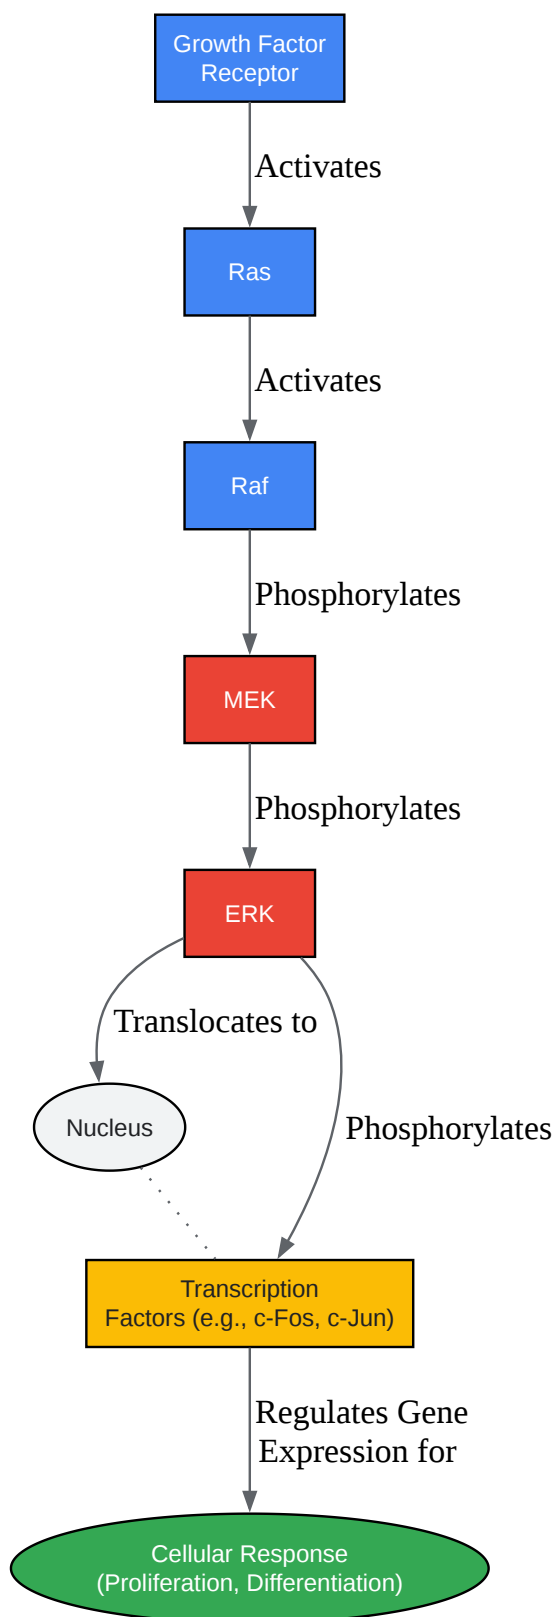 Growth Factor
Receptor
Activates
Ras
Activates
Raf
Phosphorylates
MEK
Phosphorylates
ERK
Translocates to
Nucleus
Phosphorylates
Transcription
Factors (e.g., c-Fos, c-Jun)
Regulates Gene
Expression for
Cellular Response
(Proliferation, Differentiation)